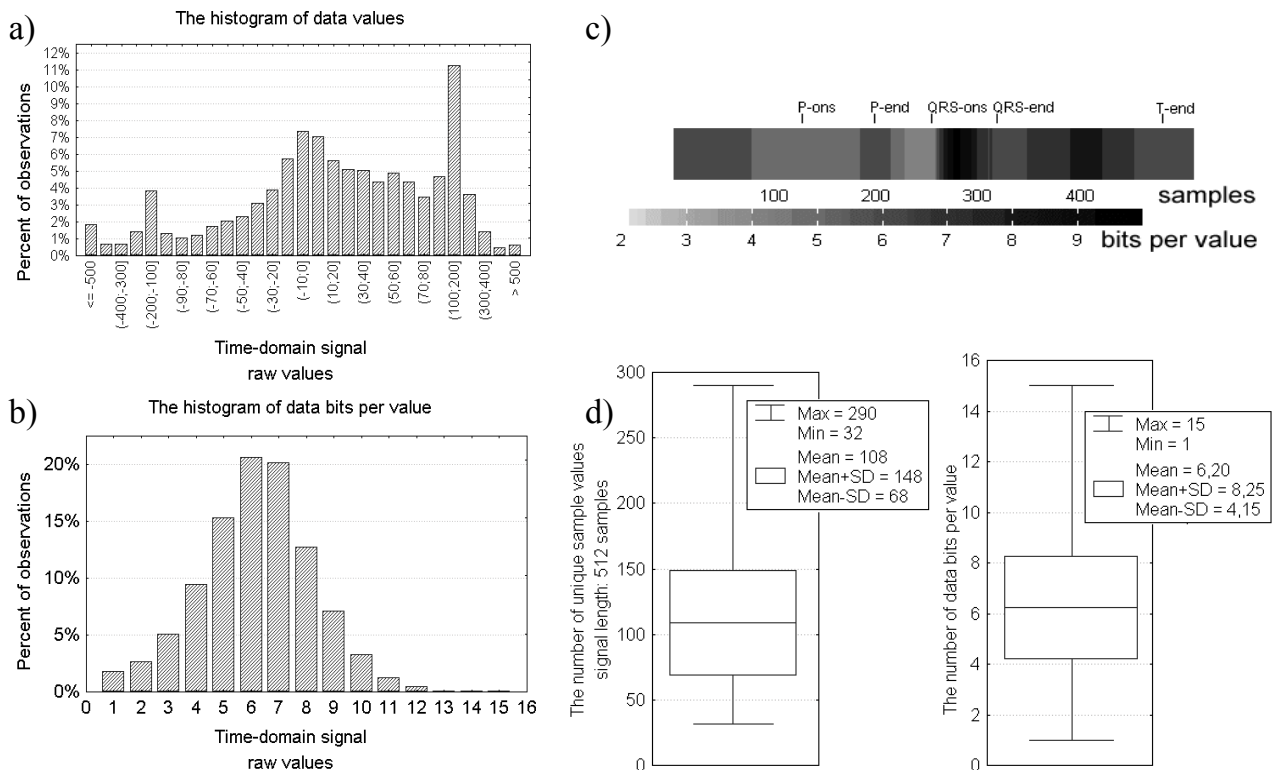 a)
The histogram of data values
Percent of observations
12%
11%
10%
9%
8%
7%
6%
5%
4%
3%
2%
1%
0%
<= -500
(-400;-300]
(-200;-100]
(-90;-80]
(-70;-60]
(-50;-40]
(-30;-20]
(-10;0]
(10;20]
(30;40]
(50;60]
(70;80]
(100;200]
(300;400]
> 500
Time-domain signal
raw values
b)
The histogram of data bits per value
Percent of observations
20%
15%
10%
5%
0%
0 1 2 3 4 5 6 7 8 9 10 11 12 13 14 15 16
Time-domain signal
raw values
c)
P-ons P-end QRS-ons QRS-end T-end
100 200 300 400 samples
2 3 4 5 6 7 8 9 bits per value
d)
The number of unique sample values
signal length: 512 samples
300
250
200
150
100
50
0
Max = 290
Min = 32
Mean = 108
Mean+SD = 148
Mean-SD = 68
The number of data bits per value
16
14
12
10
8
6
4
2
0
Max = 15
Min = 1
Mean = 6,20
Mean+SD = 8,25
Mean-SD = 4,15